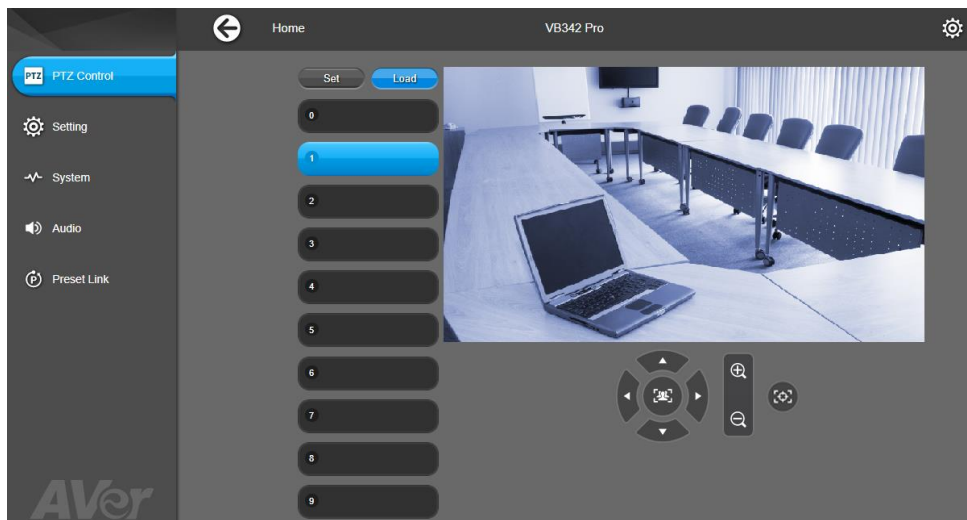 Home
VB342 Pro
PTZ PTZ Control
Setting
System
Audio
P Preset Link
AVer
Set Load
0
1
2
3
4
5
6
7
8
9